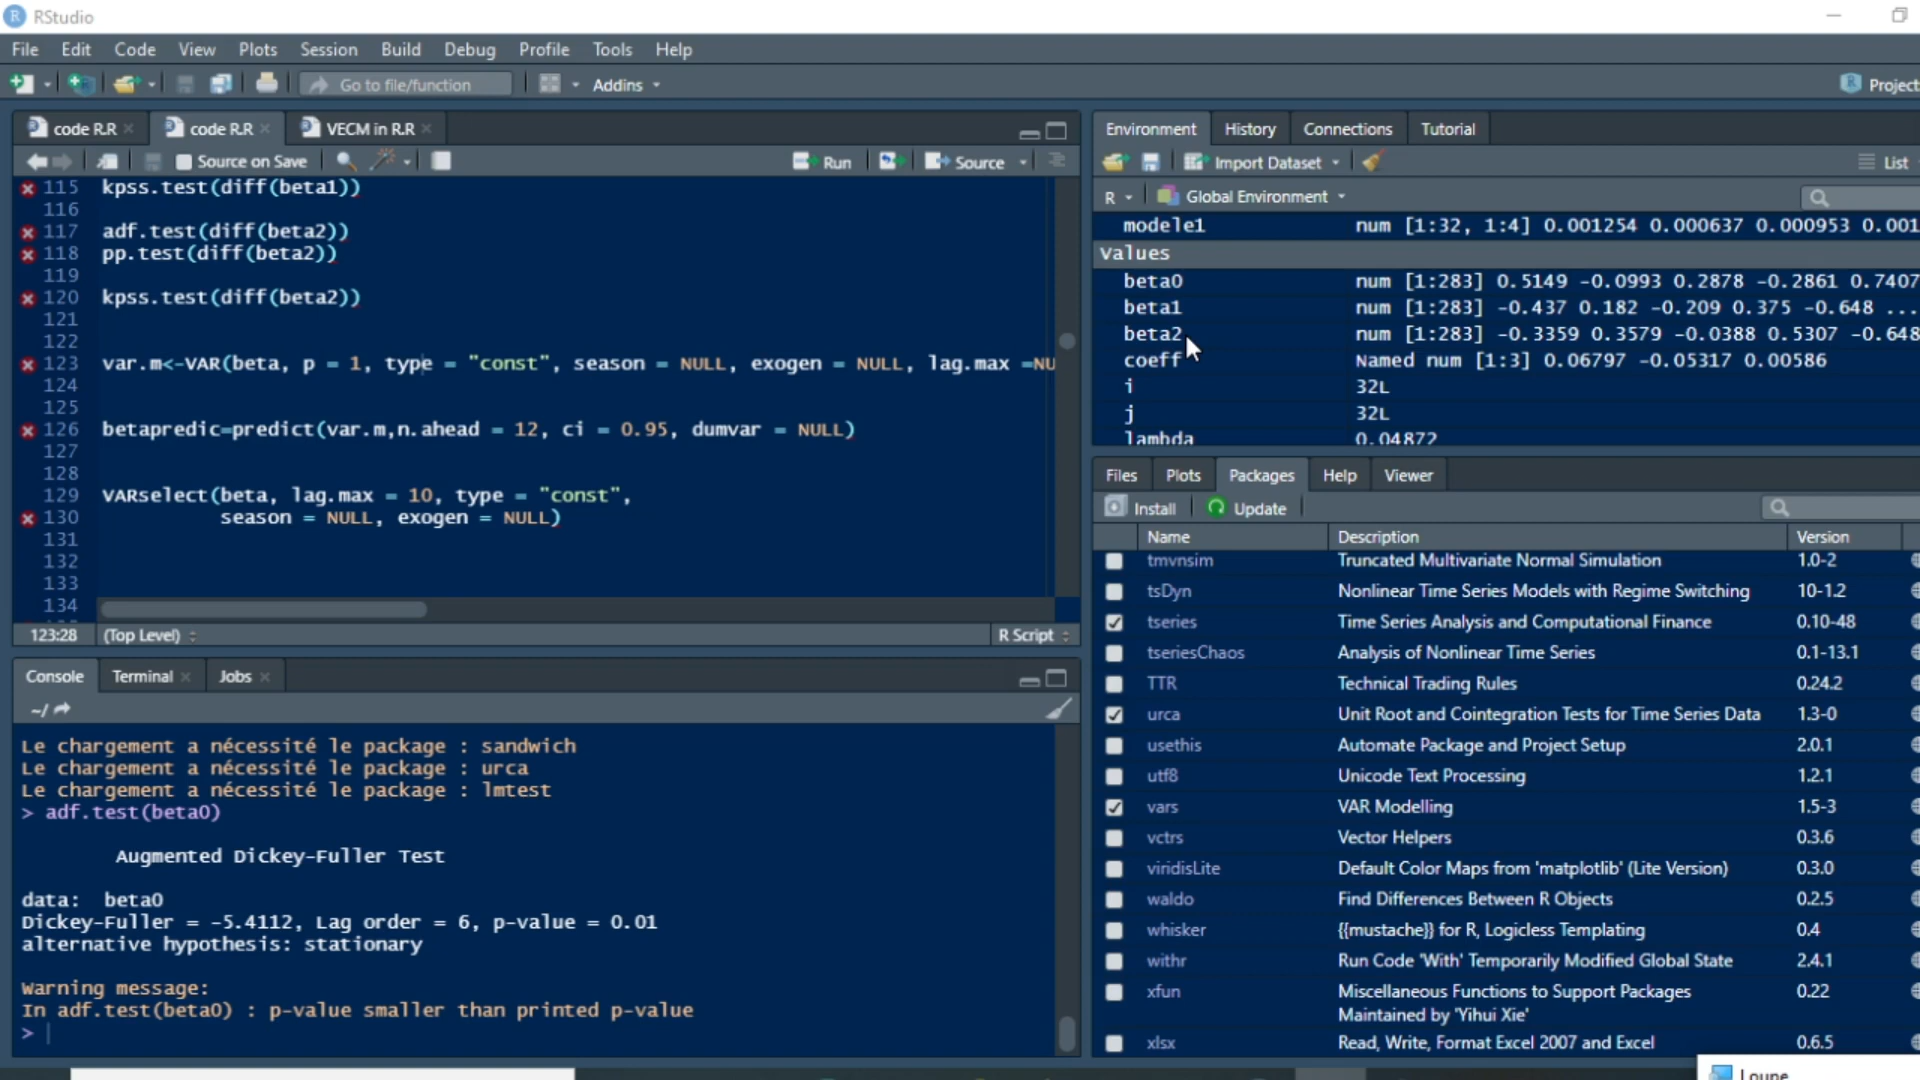 RStudio
File Edit Code View Plots Session Build Debug Profile Tools Help
Go to file/function Addins
Project
code R.R code R.R VECM in R.R
Source on Save Run Source
115 kpss.test(diff(beta1))
116
117 adf.test(diff(beta2))
118 pp.test(diff(beta2))
119
120 kpss.test(diff(beta2))
121
122
123 var.m<-VAR(beta, p = 1, type = "const", season = NULL, exogen = NULL, lag.max =NU
124
125
126 betapredic=predict(var.m,n.ahead = 12, ci = 0.95, dumvar = NULL)
127
128
129 VARselect(beta, lag.max = 10, type = "const",
130 season = NULL, exogen = NULL)
131
132
133
134
123:28 (Top Level) R Script
Console Terminal Jobs
~/
Le chargement a nécessité le package : sandwich
Le chargement a nécessité le package : urca
Le chargement a nécessité le package : lmtest
> adf.test(beta0)
Augmented Dickey-Fuller Test
data: beta0
Dickey-Fuller = -5.4112, Lag order = 6, p-value = 0.01
alternative hypothesis: stationary
Warning message:
In adf.test(beta0) : p-value smaller than printed p-value
>
Environment History Connections Tutorial
Import Dataset List
R Global Environment
modele1 num [1:32, 1:4] 0.001254 0.000637 0.000953 0.001
Values
beta0 num [1:283] 0.5149 -0.0993 0.2878 -0.2861 0.7407
beta1 num [1:283] -0.437 0.182 -0.209 0.375 -0.648 ...
beta2 num [1:283] -0.3359 0.3579 -0.0388 0.5307 -0.648
coeff Named num [1:3] 0.06797 -0.05317 0.00586
i 32L
j 32L
lambda 0.04872
Files Plots Packages Help Viewer
Install Update
Name Description Version
tmvnsim Truncated Multivariate Normal Simulation 1.0-2
tsDyn Nonlinear Time Series Models with Regime Switching 10-1.2
tseries Time Series Analysis and Computational Finance 0.10-48
tseriesChaos Analysis of Nonlinear Time Series 0.1-13.1
TTR Technical Trading Rules 0.24.2
urca Unit Root and Cointegration Tests for Time Series Data 1.3-0
usethis Automate Package and Project Setup 2.0.1
utf8 Unicode Text Processing 1.2.1
vars VAR Modelling 1.5-3
vctrs Vector Helpers 0.3.6
viridisLite Default Color Maps from 'matplotlib' (Lite Version) 0.3.0
waldo Find Differences Between R Objects 0.2.5
whisker {{mustache}} for R, Logicless Templating 0.4
withr Run Code 'With' Temporarily Modified Global State 2.4.1
xfun Miscellaneous Functions to Support Packages 0.22
Maintained by 'Yihui Xie'
xlsx Read, Write, Format Excel 2007 and Excel 0.6.5
Loupe